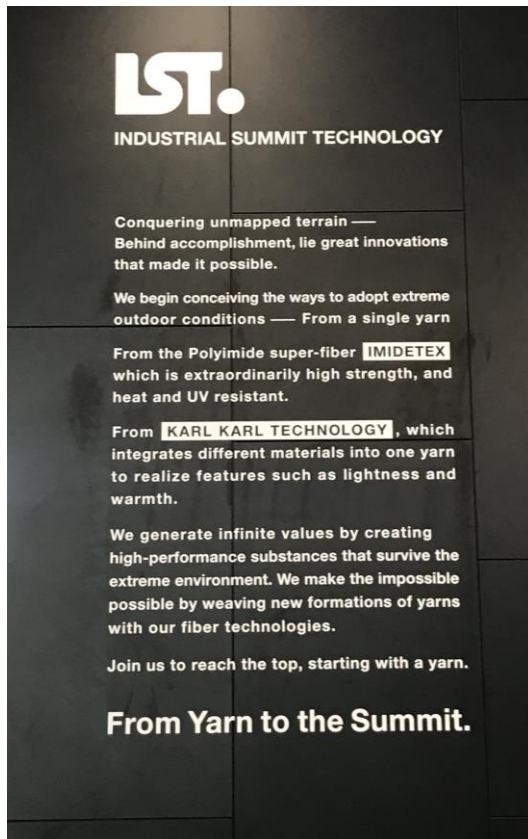 IST.
INDUSTRIAL SUMMIT TECHNOLOGY
Conquering unmapped terrain —
Behind accomplishment, lie great innovations
that made it possible.
We begin conceiving the ways to adopt extreme
outdoor conditions — From a single yarn
From the Polyimide super-fiber IMIDETEX
which is extraordinarily high strength, and
heat and UV resistant.
From KARL KARL TECHNOLOGY, which
integrates different materials into one yarn
to realize features such as lightness and
warmth.
We generate infinite values by creating
high-performance substances that survive the
extreme environment. We make the impossible
possible by weaving new formations of yarns
with our fiber technologies.
Join us to reach the top, starting with a yarn.
From Yarn to the Summit.